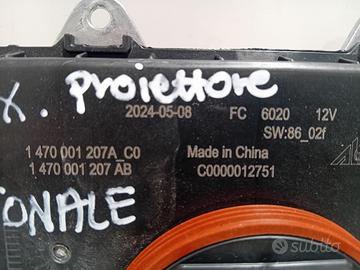 x. proiettore
2024-05-08 FC 6020 12V
SW:86_02f
1 470 001 207A_C0 Made in China
1 470 001 207 AB C0000012751
TONALE
subito